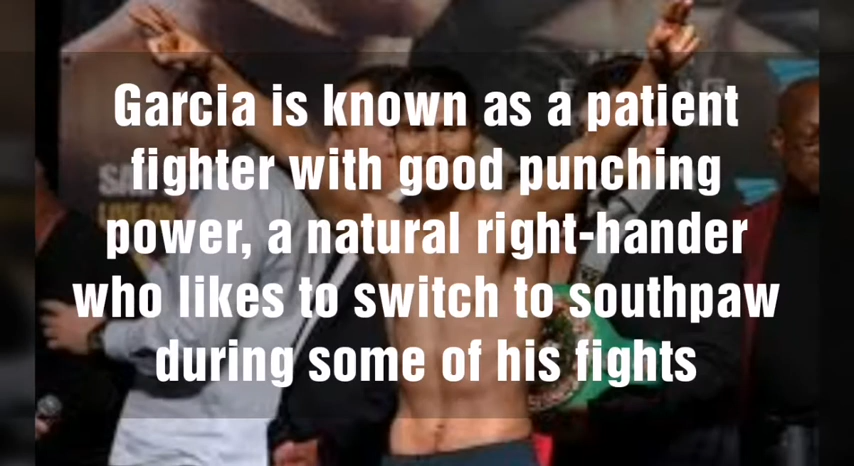 Garcia is known as a patient
fighter with good punching
power, a natural right-hander
who likes to switch to southpaw
during some of his fights